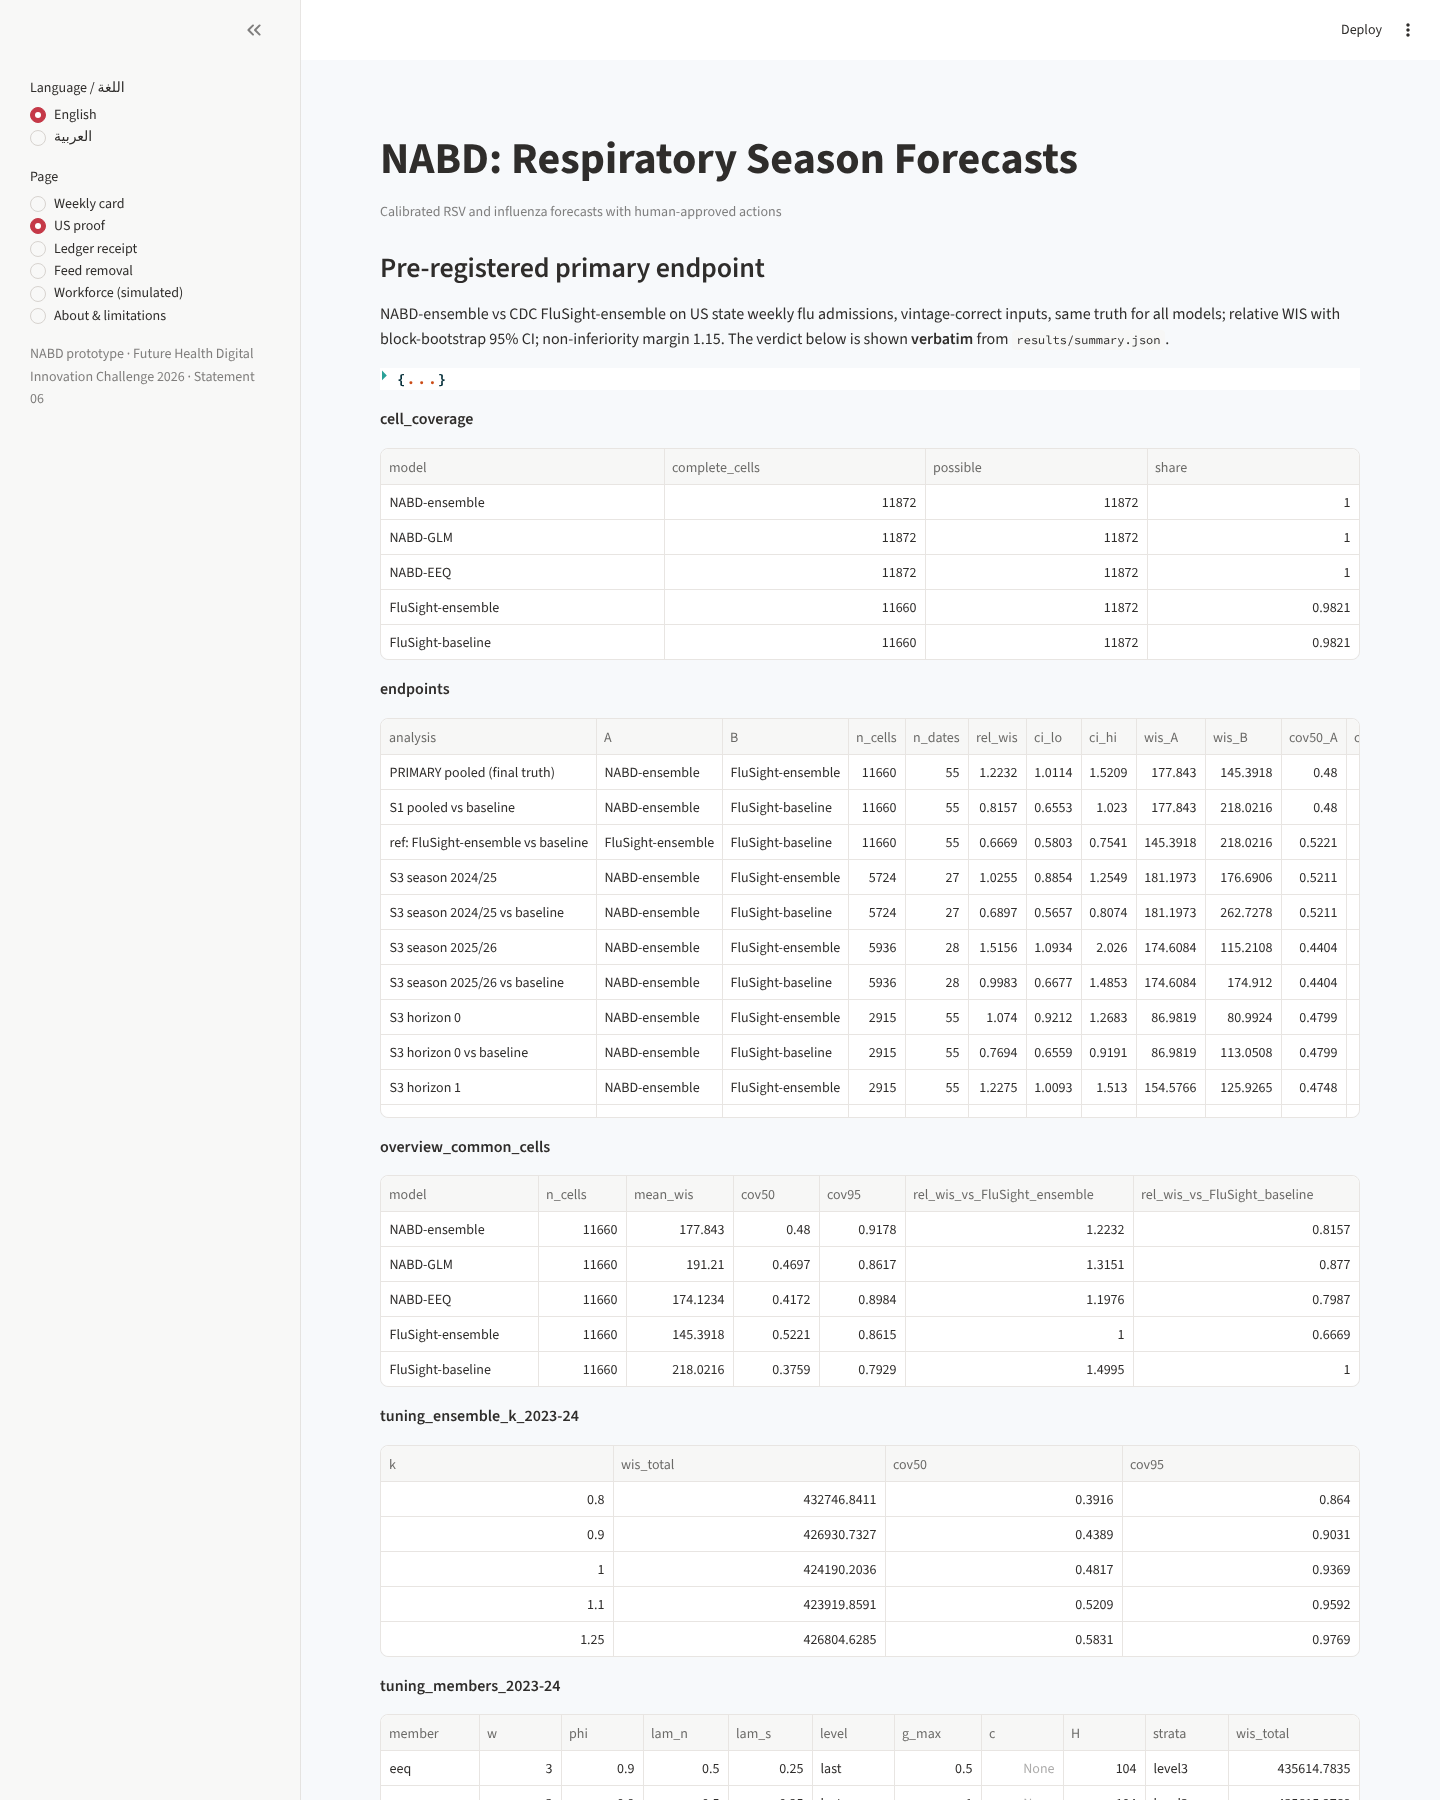 Deploy
Language / اللغة
English
العربية
Page
Weekly card
US proof
Ledger receipt
Feed removal
Workforce (simulated)
About & limitations
NABD prototype · Future Health Digital
Innovation Challenge 2026 · Statement
06
NABD: Respiratory Season Forecasts
Calibrated RSV and influenza forecasts with human-approved actions
Pre-registered primary endpoint
NABD-ensemble vs CDC FluSight-ensemble on US state weekly flu admissions, vintage-correct inputs, same truth for all models; relative WIS with
block-bootstrap 95% CI; non-inferiority margin 1.15. The verdict below is shown verbatim from results/summary.json.
{...}
cell_coverage
model complete_cells possible share
NABD-ensemble 11872 11872 1
NABD-GLM 11872 11872 1
NABD-EEQ 11872 11872 1
FluSight-ensemble 11660 11872 0.9821
FluSight-baseline 11660 11872 0.9821
endpoints
analysis A B n_cells n_dates rel_wis ci_lo ci_hi wis_A wis_B cov50_A
PRIMARY pooled (final truth) NABD-ensemble FluSight-ensemble 11660 55 1.2232 1.0114 1.5209 177.843 145.3918 0.48
S1 pooled vs baseline NABD-ensemble FluSight-baseline 11660 55 0.8157 0.6553 1.023 177.843 218.0216 0.48
ref: FluSight-ensemble vs baseline FluSight-ensemble FluSight-baseline 11660 55 0.6669 0.5803 0.7541 145.3918 218.0216 0.5221
S3 season 2024/25 NABD-ensemble FluSight-ensemble 5724 27 1.0255 0.8854 1.2549 181.1973 176.6906 0.5211
S3 season 2024/25 vs baseline NABD-ensemble FluSight-baseline 5724 27 0.6897 0.5657 0.8074 181.1973 262.7278 0.5211
S3 season 2025/26 NABD-ensemble FluSight-ensemble 5936 28 1.5156 1.0934 2.026 174.6084 115.2108 0.4404
S3 season 2025/26 vs baseline NABD-ensemble FluSight-baseline 5936 28 0.9983 0.6677 1.4853 174.6084 174.912 0.4404
S3 horizon 0 NABD-ensemble FluSight-ensemble 2915 55 1.074 0.9212 1.2683 86.9819 80.9924 0.4799
S3 horizon 0 vs baseline NABD-ensemble FluSight-baseline 2915 55 0.7694 0.6559 0.9191 86.9819 113.0508 0.4799
S3 horizon 1 NABD-ensemble FluSight-ensemble 2915 55 1.2275 1.0093 1.513 154.5766 125.9265 0.4748
overview_common_cells
model n_cells mean_wis cov50 cov95 rel_wis_vs_FluSight_ensemble rel_wis_vs_FluSight_baseline
NABD-ensemble 11660 177.843 0.48 0.9178 1.2232 0.8157
NABD-GLM 11660 191.21 0.4697 0.8617 1.3151 0.877
NABD-EEQ 11660 174.1234 0.4172 0.8984 1.1976 0.7987
FluSight-ensemble 11660 145.3918 0.5221 0.8615 1 0.6669
FluSight-baseline 11660 218.0216 0.3759 0.7929 1.4995 1
tuning_ensemble_k_2023-24
k wis_total cov50 cov95
0.8 432746.8411 0.3916 0.864
0.9 426930.7327 0.4389 0.9031
1 424190.2036 0.4817 0.9369
1.1 423919.8591 0.5209 0.9592
1.25 426804.6285 0.5831 0.9769
tuning_members_2023-24
member w phi lam_n lam_s level g_max c H strata wis_total
eeq 3 0.9 0.5 0.25 last 0.5 None 104 level3 435614.7835